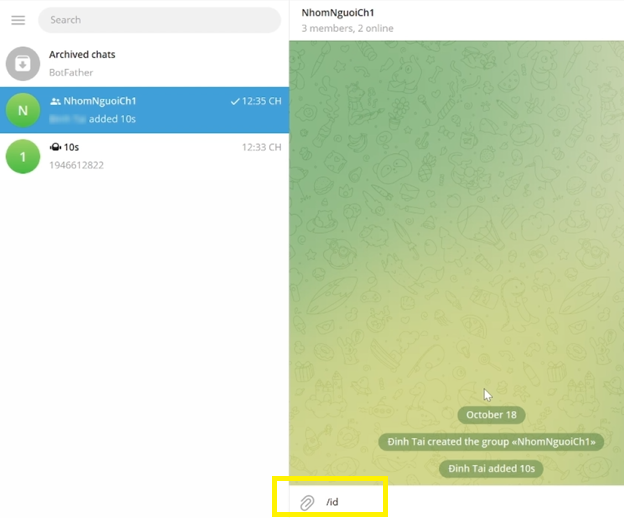 Search
Archived chats
BotFather
N
NhomNguoiCh1
12:35 CH
added 10s
1
10s
12:33 CH
1946612822
NhomNguoiCh1
3 members, 2 online
October 18
Đinh Tai created the group «NhomNguoiCh1»
Đinh Tai added 10s
/id